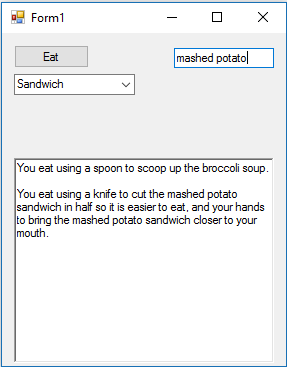 Form1
Eat
mashed potato
Sandwich
You eat using a spoon to scoop up the broccoli soup.
You eat using a knife to cut the mashed potato
sandwich in half so it is easier to eat, and your hands
to bring the mashed potato sandwich closer to your
mouth.